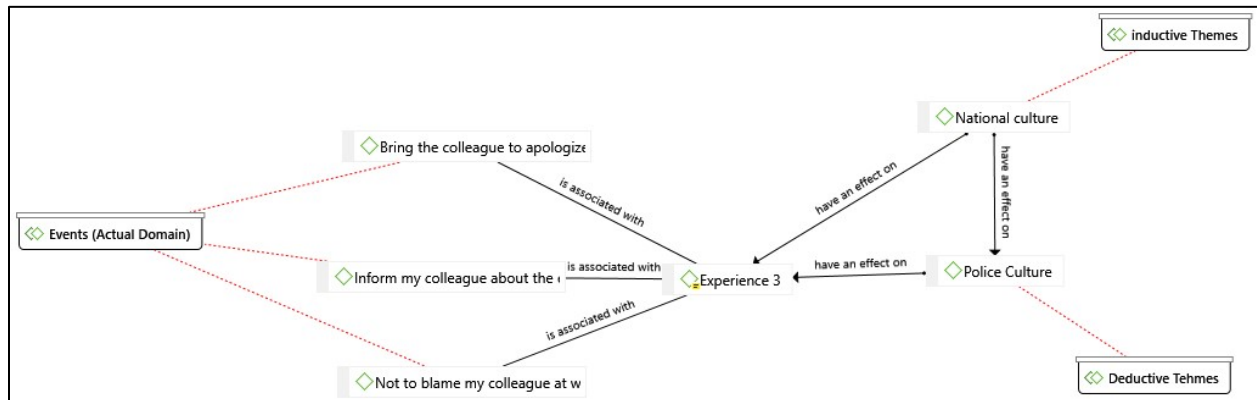 inductive Themes
National culture
Bring the colleague to apologize
have an effect on
have an effect on
is associated with
Events (Actual Domain)
Inform my colleague about the
is associated with
Experience 3
have an effect on
Police Culture
is associated with
Not to blame my colleague at w
Deductive Tehmes